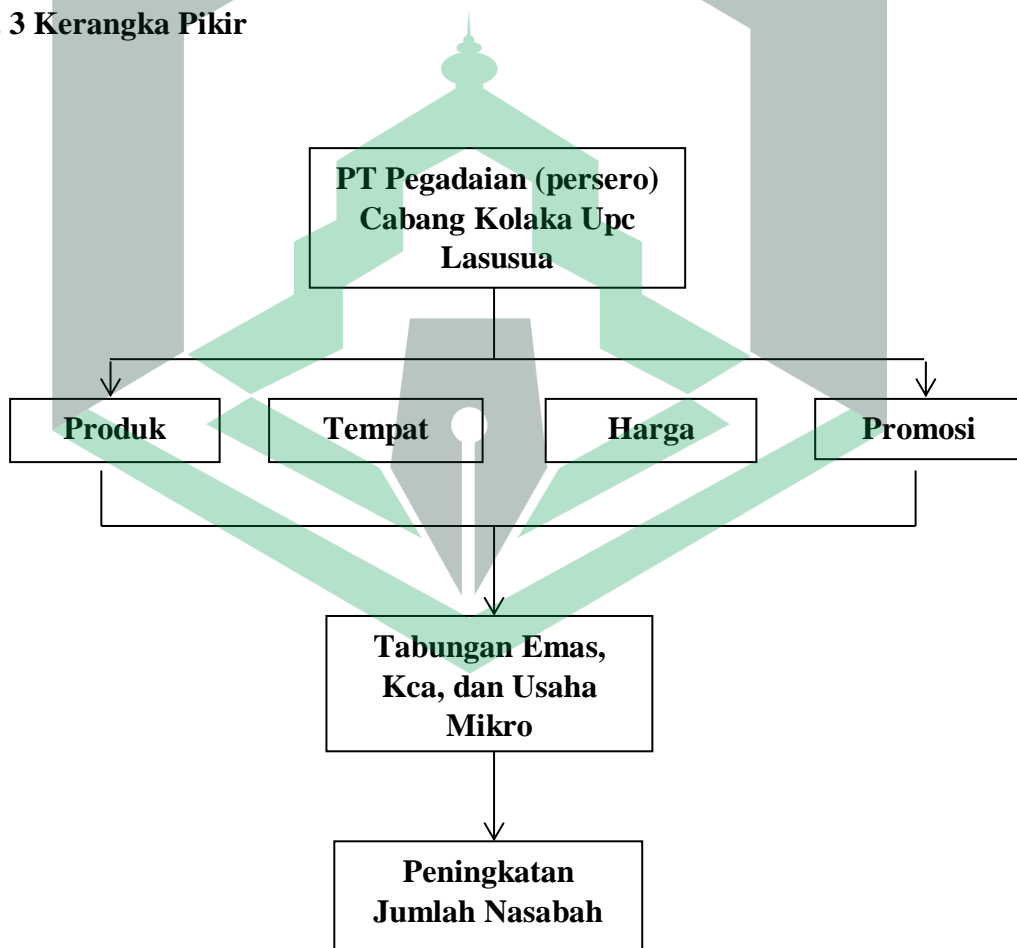 3 Kerangka Pikir
PT Pegadaian (persero)
Cabang Kolaka Upc
Lasusua
Produk
Tempat
Harga
Promosi
Tabungan Emas,
Kca, dan Usaha
Mikro
Peningkatan
Jumlah Nasabah